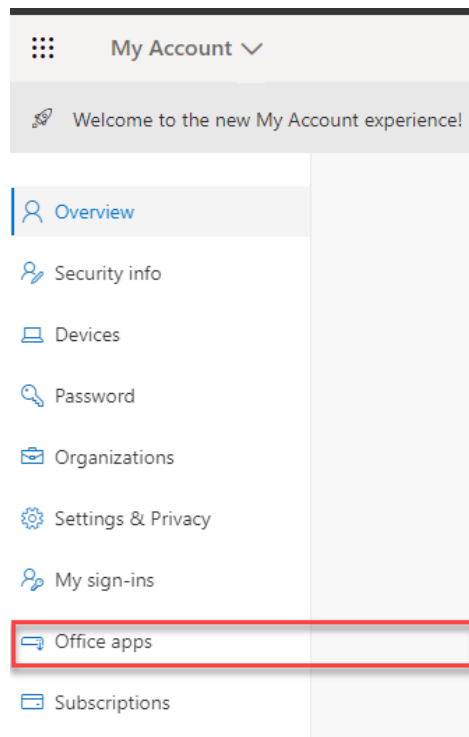 My Account
Welcome to the new My Account experience!
Overview
Security info
Devices
Password
Organizations
Settings & Privacy
My sign-ins
Office apps
Subscriptions